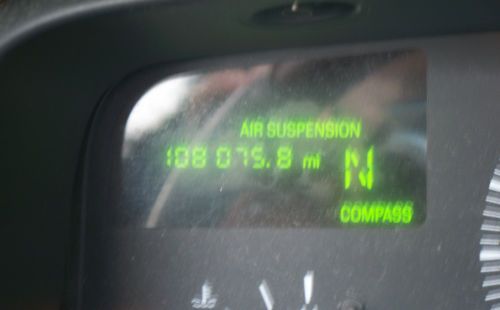 AIR SUSPENSION
108 075.8 mi N
COMPASS